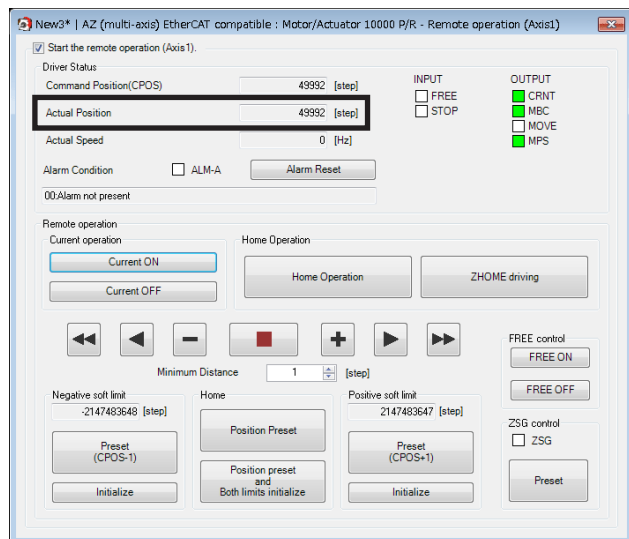 New3* | AZ (multi-axis) EtherCAT compatible : Motor/Actuator 10000 P/R - Remote operation (Axis1)
Start the remote operation (Axis1).
Driver Status
Command Position(CPOS) 49992 [step]
Actual Position 49992 [step]
Actual Speed 0 [Hz]
INPUT
FREE
STOP
OUTPUT
CRNT
MBC
MOVE
MPS
Alarm Condition ALM-A Alarm Reset
00:Alarm not present
Remote operation
Current operation
Current ON
Current OFF
Home Operation
Home Operation
ZHOME driving
Minimum Distance 1 [step]
FREE control
FREE ON
FREE OFF
Negative soft limit
-2147483648 [step]
Preset
(CPOS-1)
Initialize
Home
Position Preset
Position preset
and
Both limits initialize
Positive soft limit
2147483647 [step]
Preset
(CPOS+1)
Initialize
ZSG control
ZSG
Preset